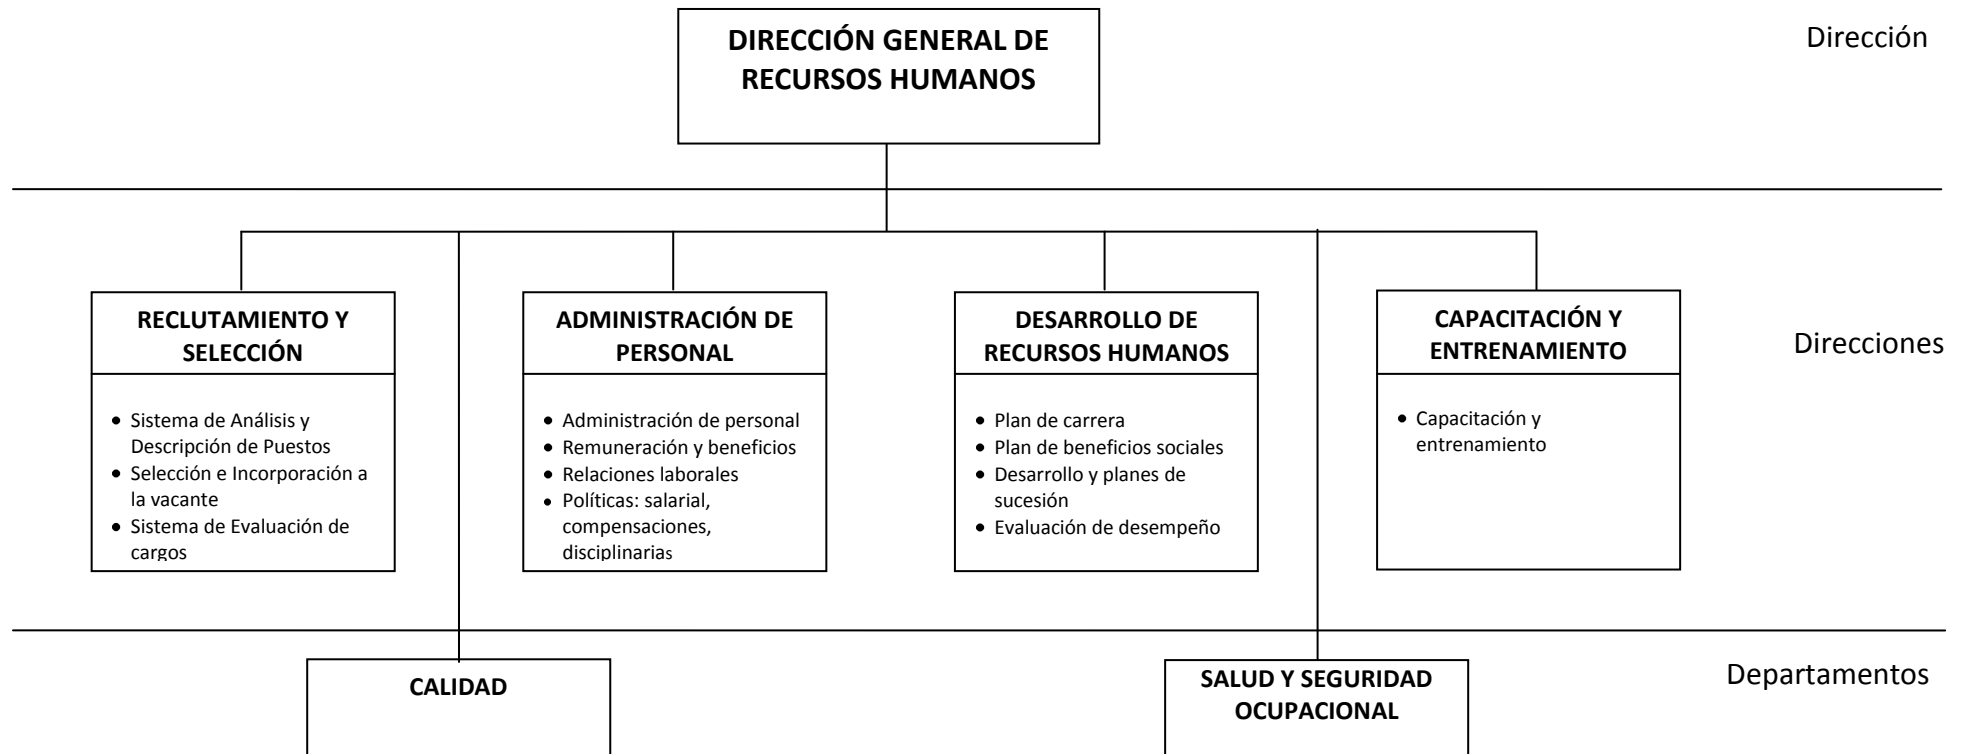 DIRECCIÓN GENERAL DE
RECURSOS HUMANOS
Dirección
RECLUTAMIENTO Y
SELECCIÓN
• Sistema de Análisis y
Descripción de Puestos
• Selección e Incorporación a
la vacante
• Sistema de Evaluación de
cargos
ADMINISTRACIÓN DE
PERSONAL
• Administración de personal
• Remuneración y beneficios
• Relaciones laborales
• Políticas: salarial,
compensaciones,
disciplinarias
DESARROLLO DE
RECURSOS HUMANOS
• Plan de carrera
• Plan de beneficios sociales
• Desarrollo y planes de
sucesión
• Evaluación de desempeño
CAPACITACIÓN Y
ENTRENAMIENTO
• Capacitación y
entrenamiento
Direcciones
CALIDAD
SALUD Y SEGURIDAD
OCUPACIONAL
Departamentos